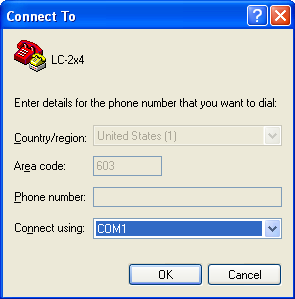 Connect To
LC-2x4
Enter details for the phone number that you want to dial:
Country/region: United States (1)
Area code: 603
Phone number:
Connect using: COM1
OK Cancel